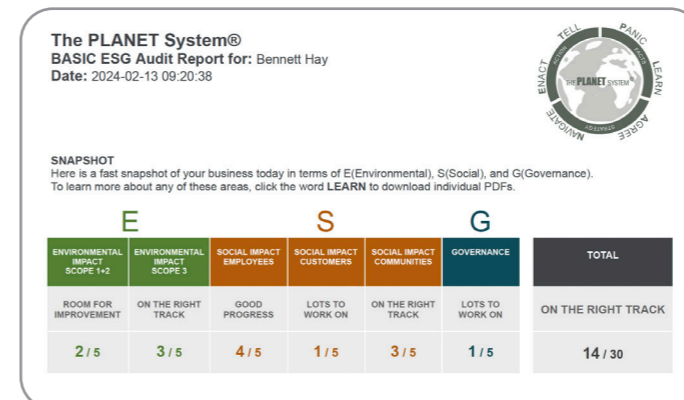 The PLANET System®
BASIC ESG Audit Report for: Bennett Hay
Date: 2024-02-13 09:20:38
TELL
PANIC
LEARN
AGREE
NAVIGATE
ENACT
ACTION
FACTS
STRATEGY
THE PLANET SYSTEM
SNAPSHOT
Here is a fast snapshot of your business today in terms of E(Environmental), S(Social), and G(Governance).
To learn more about any of these areas, click the word LEARN to download individual PDFs.
E S G
ENVIRONMENTAL IMPACT SCOPE 1+2
ENVIRONMENTAL IMPACT SCOPE 3
SOCIAL IMPACT EMPLOYEES
SOCIAL IMPACT CUSTOMERS
SOCIAL IMPACT COMMUNITIES
GOVERNANCE
TOTAL
ROOM FOR IMPROVEMENT
ON THE RIGHT TRACK
GOOD PROGRESS
LOTS TO WORK ON
ON THE RIGHT TRACK
LOTS TO WORK ON
ON THE RIGHT TRACK
2 / 5 3 / 5 4 / 5 1 / 5 3 / 5 1 / 5 14 / 30